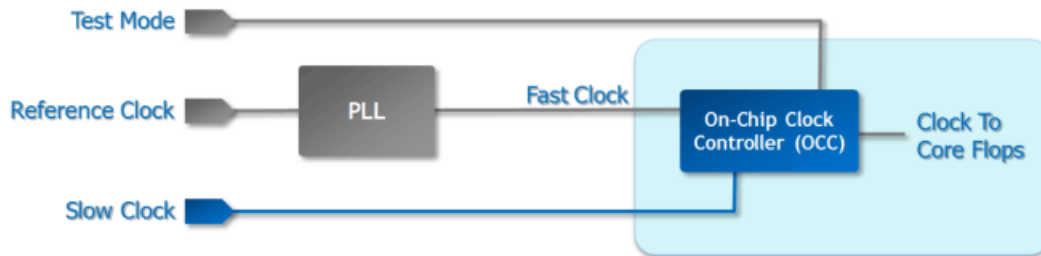 Test Mode
Reference Clock
PLL
Fast Clock
On-Chip Clock
Controller (OCC)
Clock To
Core Flops
Slow Clock